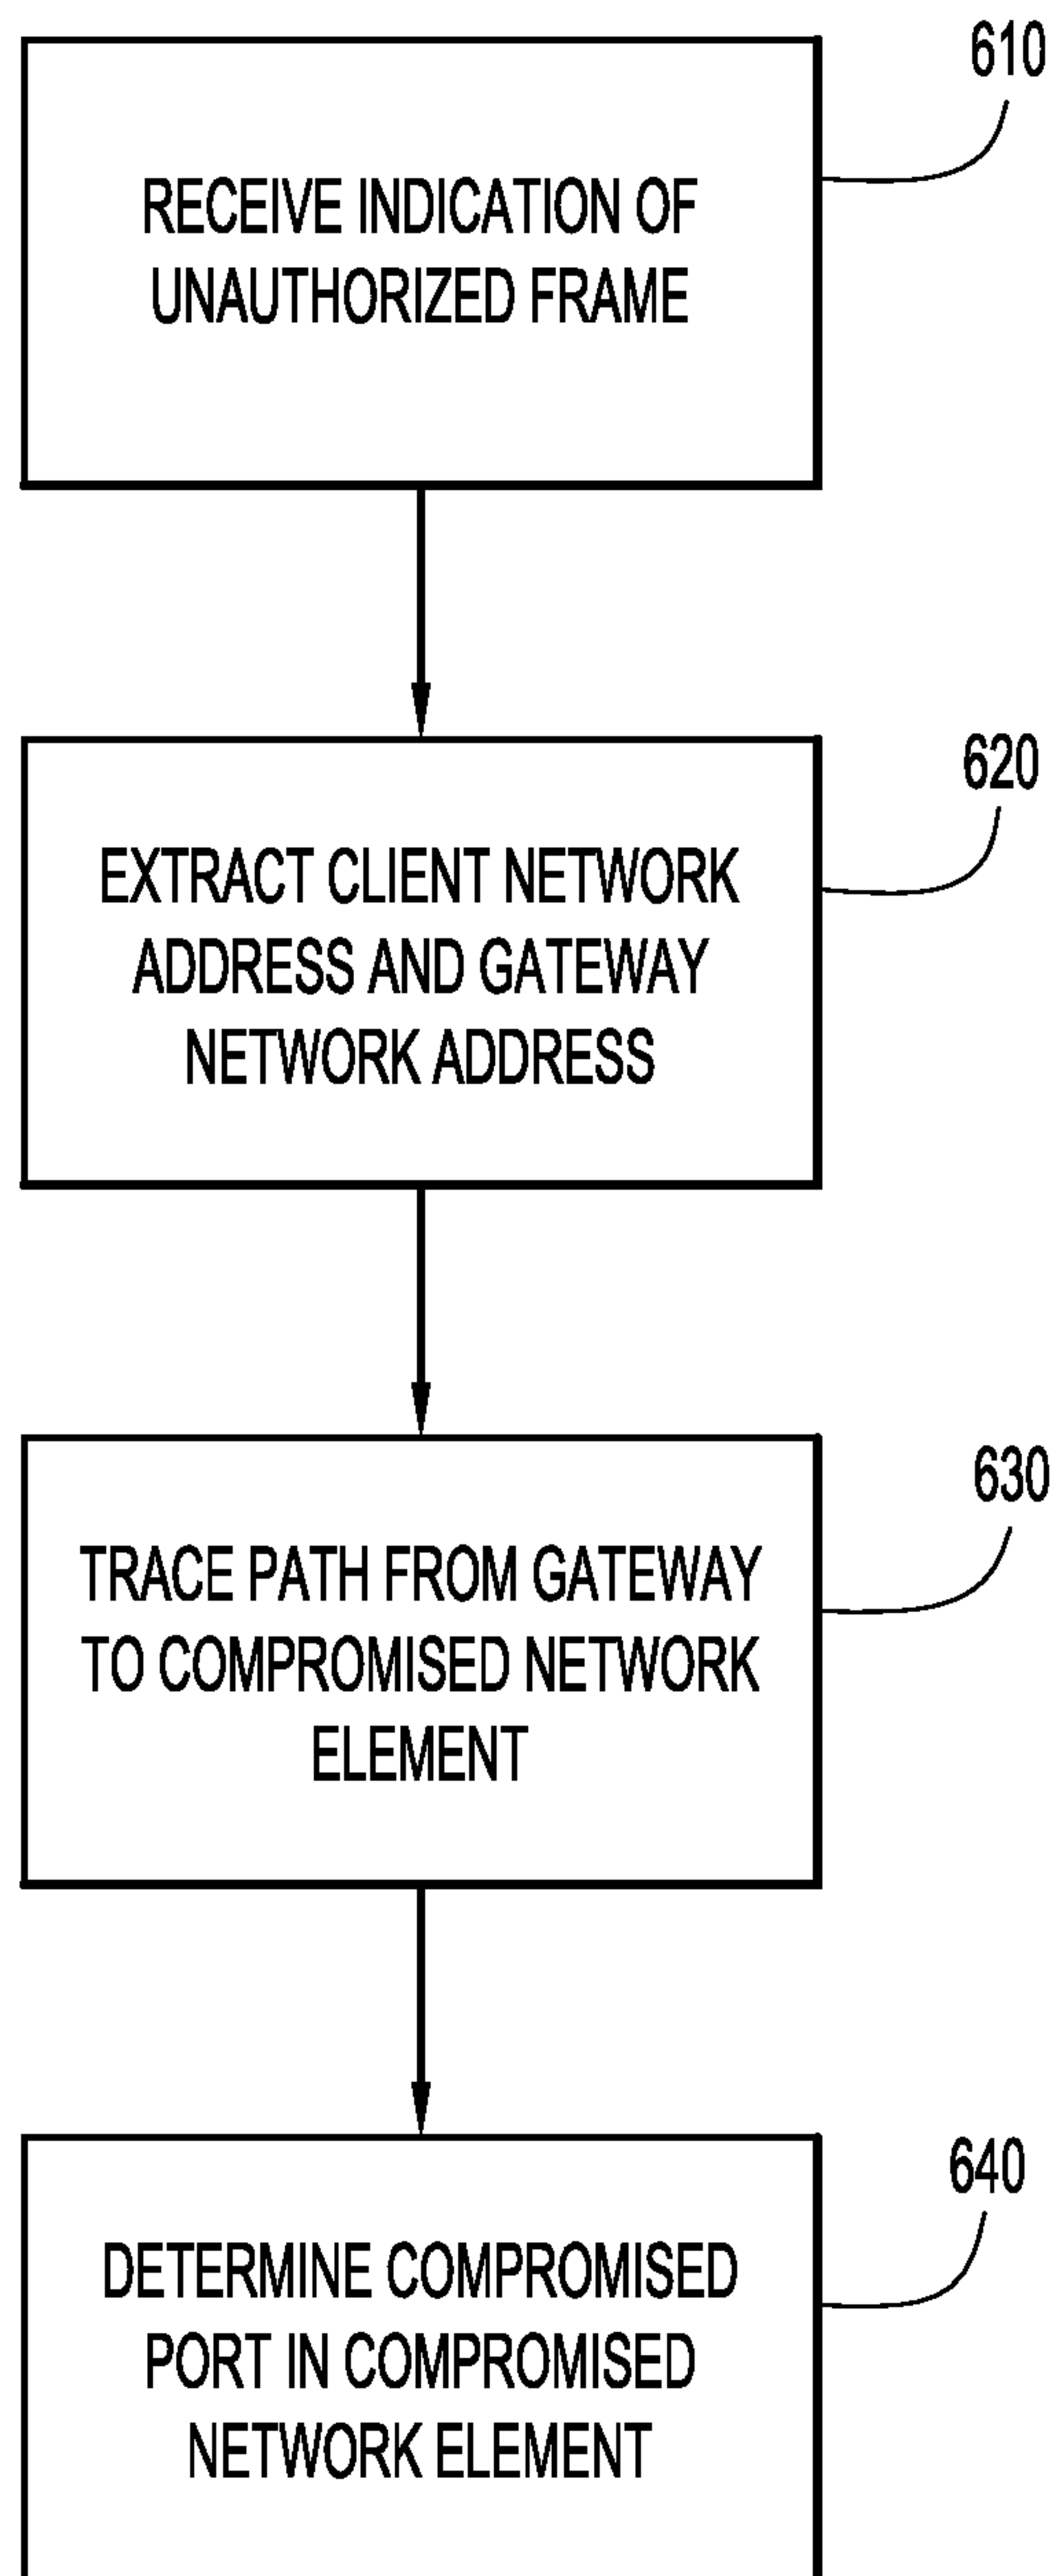 610
RECEIVE INDICATION OF
UNAUTHORIZED FRAME
620
EXTRACT CLIENT NETWORK
ADDRESS AND GATEWAY
NETWORK ADDRESS
630
TRACE PATH FROM GATEWAY
TO COMPROMISED NETWORK
ELEMENT
640
DETERMINE COMPROMISED
PORT IN COMPROMISED
NETWORK ELEMENT